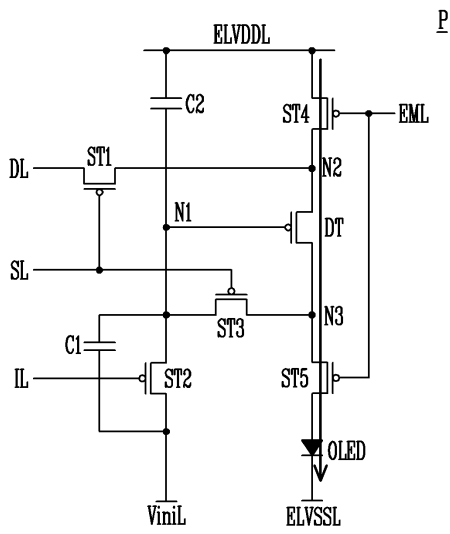 P
ELVDDL
C2
ST4
EML
DL
ST1
N2
N1
DT
SL
ST3
N3
C1
IL
ST2
ST5
OLED
ViniL
ELVSSL